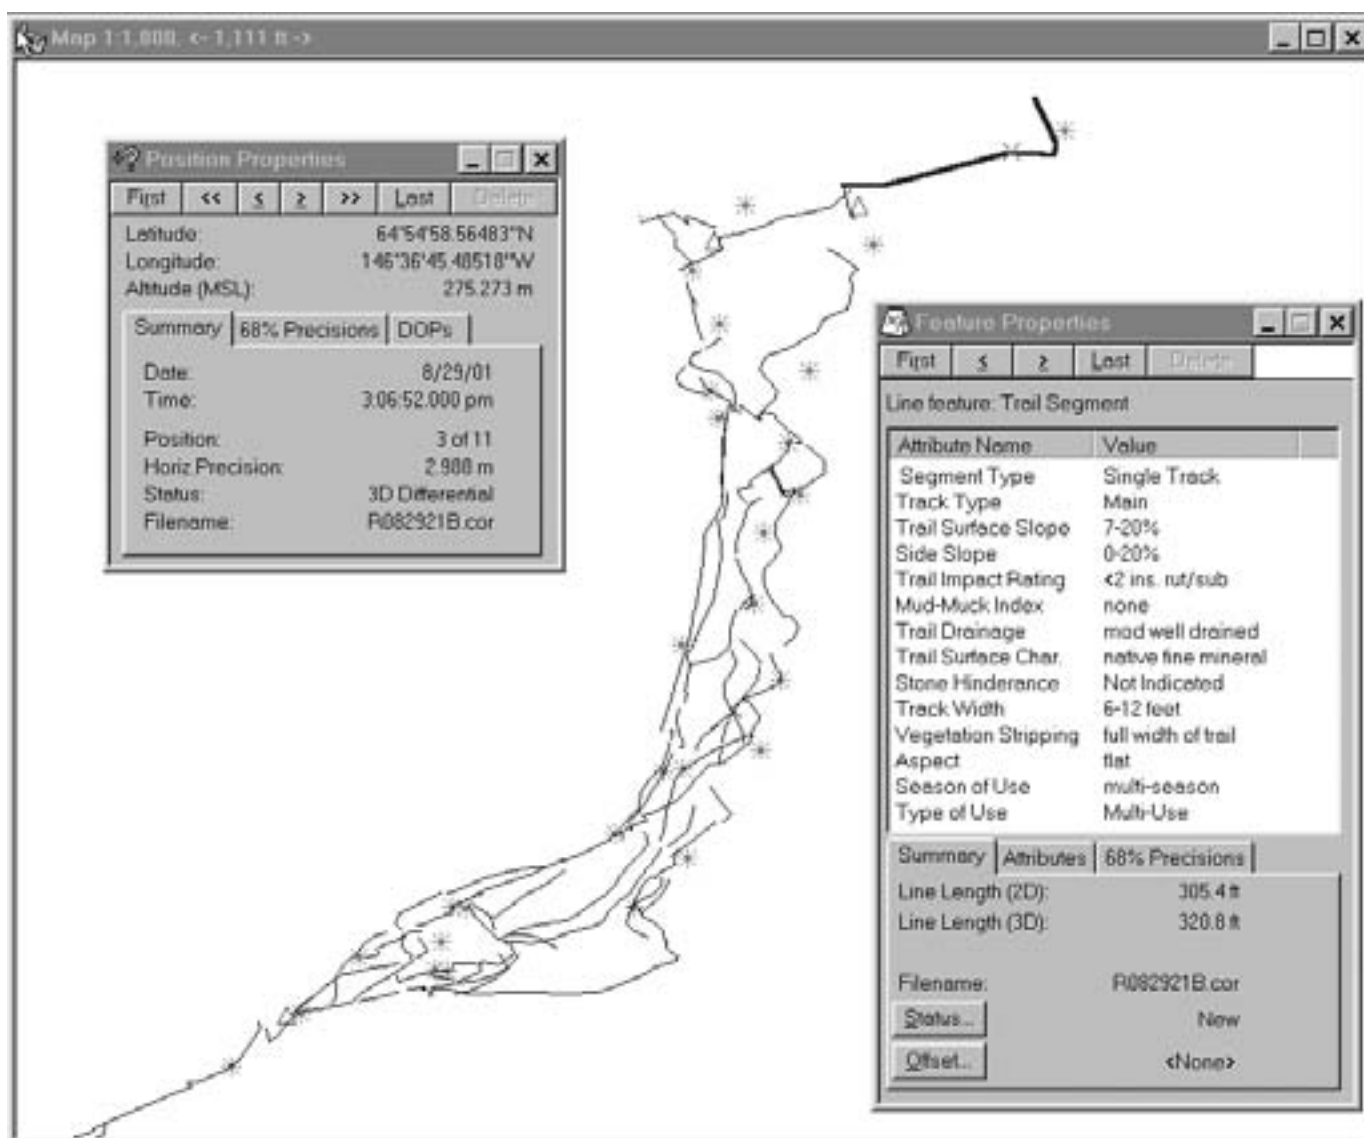 Map 1:1,808, <- 1,111 ft ->
Position Properties
First << < > >> Last Delete
Latitude: 64°54'58.56483"N
Longitude: 146°36'45.48518"W
Altitude (MSL): 275.273 m
Summary 68% Precisions DOPs
Date: 8/29/01
Time: 3:06:52.000 pm
Position: 3 of 11
Horiz Precision: 2.988 m
Status: 3D Differential
Filename: R082921B.cor
Feature Properties
First < > Last Delete
Line feature: Trail Segment
Attribute Name Value
Segment Type Single Track
Track Type Main
Trail Surface Slope 7-20%
Side Slope 0-20%
Trail Impact Rating <2 ins. rut/sub
Mud-Muck Index none
Trail Drainage mod well drained
Trail Surface Char. native fine mineral
Stone Hinderance Not Indicated
Track Width 6-12 feet
Vegetation Stripping full width of trail
Aspect flat
Season of Use multi-season
Type of Use Multi-Use
Summary Attributes 68% Precisions
Line Length (2D): 305.4 ft
Line Length (3D): 320.8 ft
Filename: R082921B.cor
Status... New
Offset... <None>